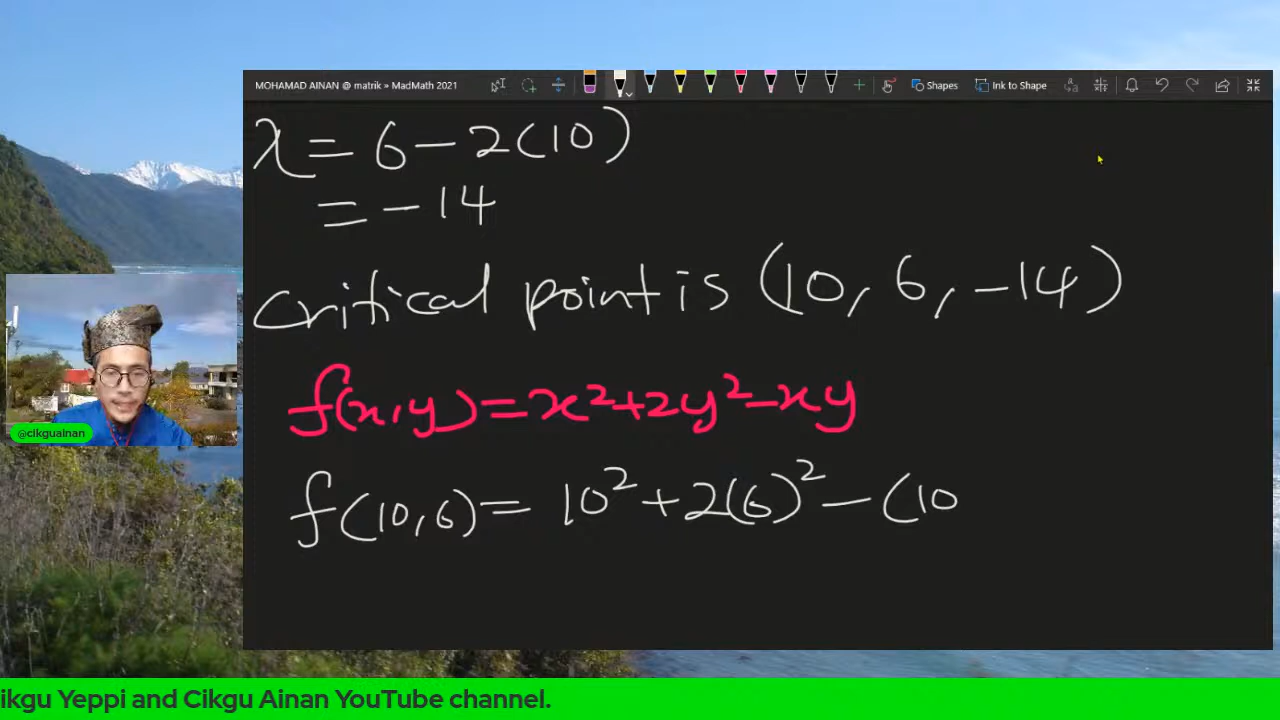 MOHAMAD AINAN @ matrik » MadMath 2021
Shapes
Ink to Shape
λ = 6 - 2(10)
= -14
critical point is (10, 6, -14)
f(x,y) = x² + 2y² - xy
f(10,6) = 10² + 2(6)² - (10
@cikguainan
ikgu Yeppi and Cikgu Ainan YouTube channel.